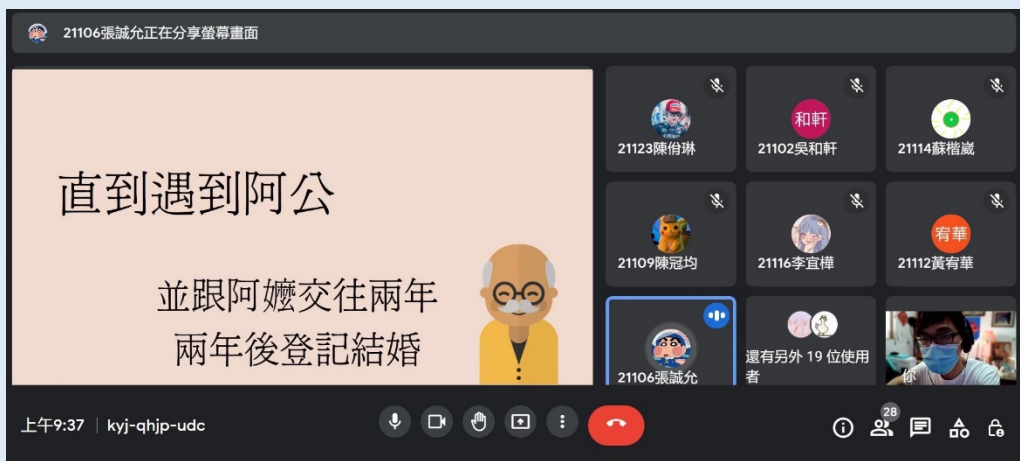 21106張誠允正在分享螢幕畫面
直到遇到阿公
並跟阿嬤交往兩年
兩年後登記結婚
21123陳佾琳
和軒
21102吳和軒
21114蘇楷崴
21109陳冠均
21116李宜樺
宥華
21112黃宥華
21106張誠允
還有另外 19 位使用
者
你
上午9:37 | kyj-qhjp-udc
28